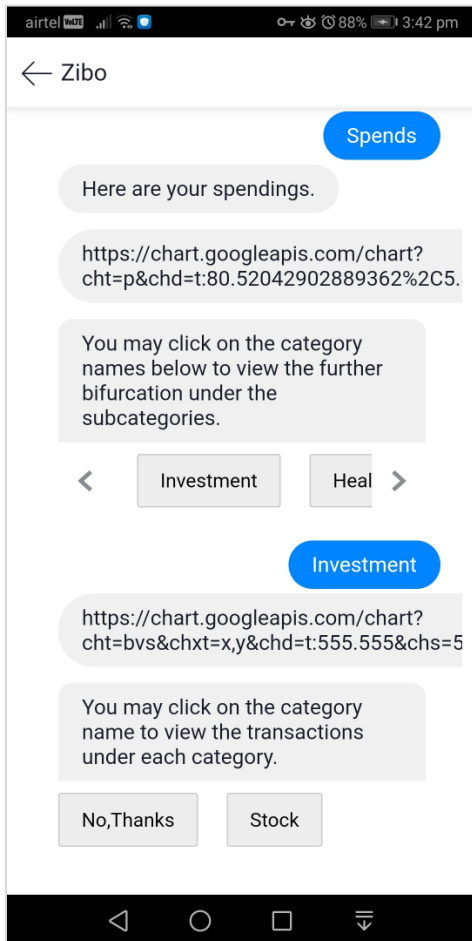 airtel VoLTE 88% 3:42 pm
Zibo
Spends
Here are your spendings.
https://chart.googleapis.com/chart?
cht=p&chd=t:80.52042902889362%2C5.
You may click on the category
names below to view the further
bifurcation under the
subcategories.
Investment Heal
Investment
https://chart.googleapis.com/chart?
cht=bvs&chxt=x,y&chd=t:555.555&chs=5
You may click on the category
name to view the transactions
under each category.
No,Thanks Stock